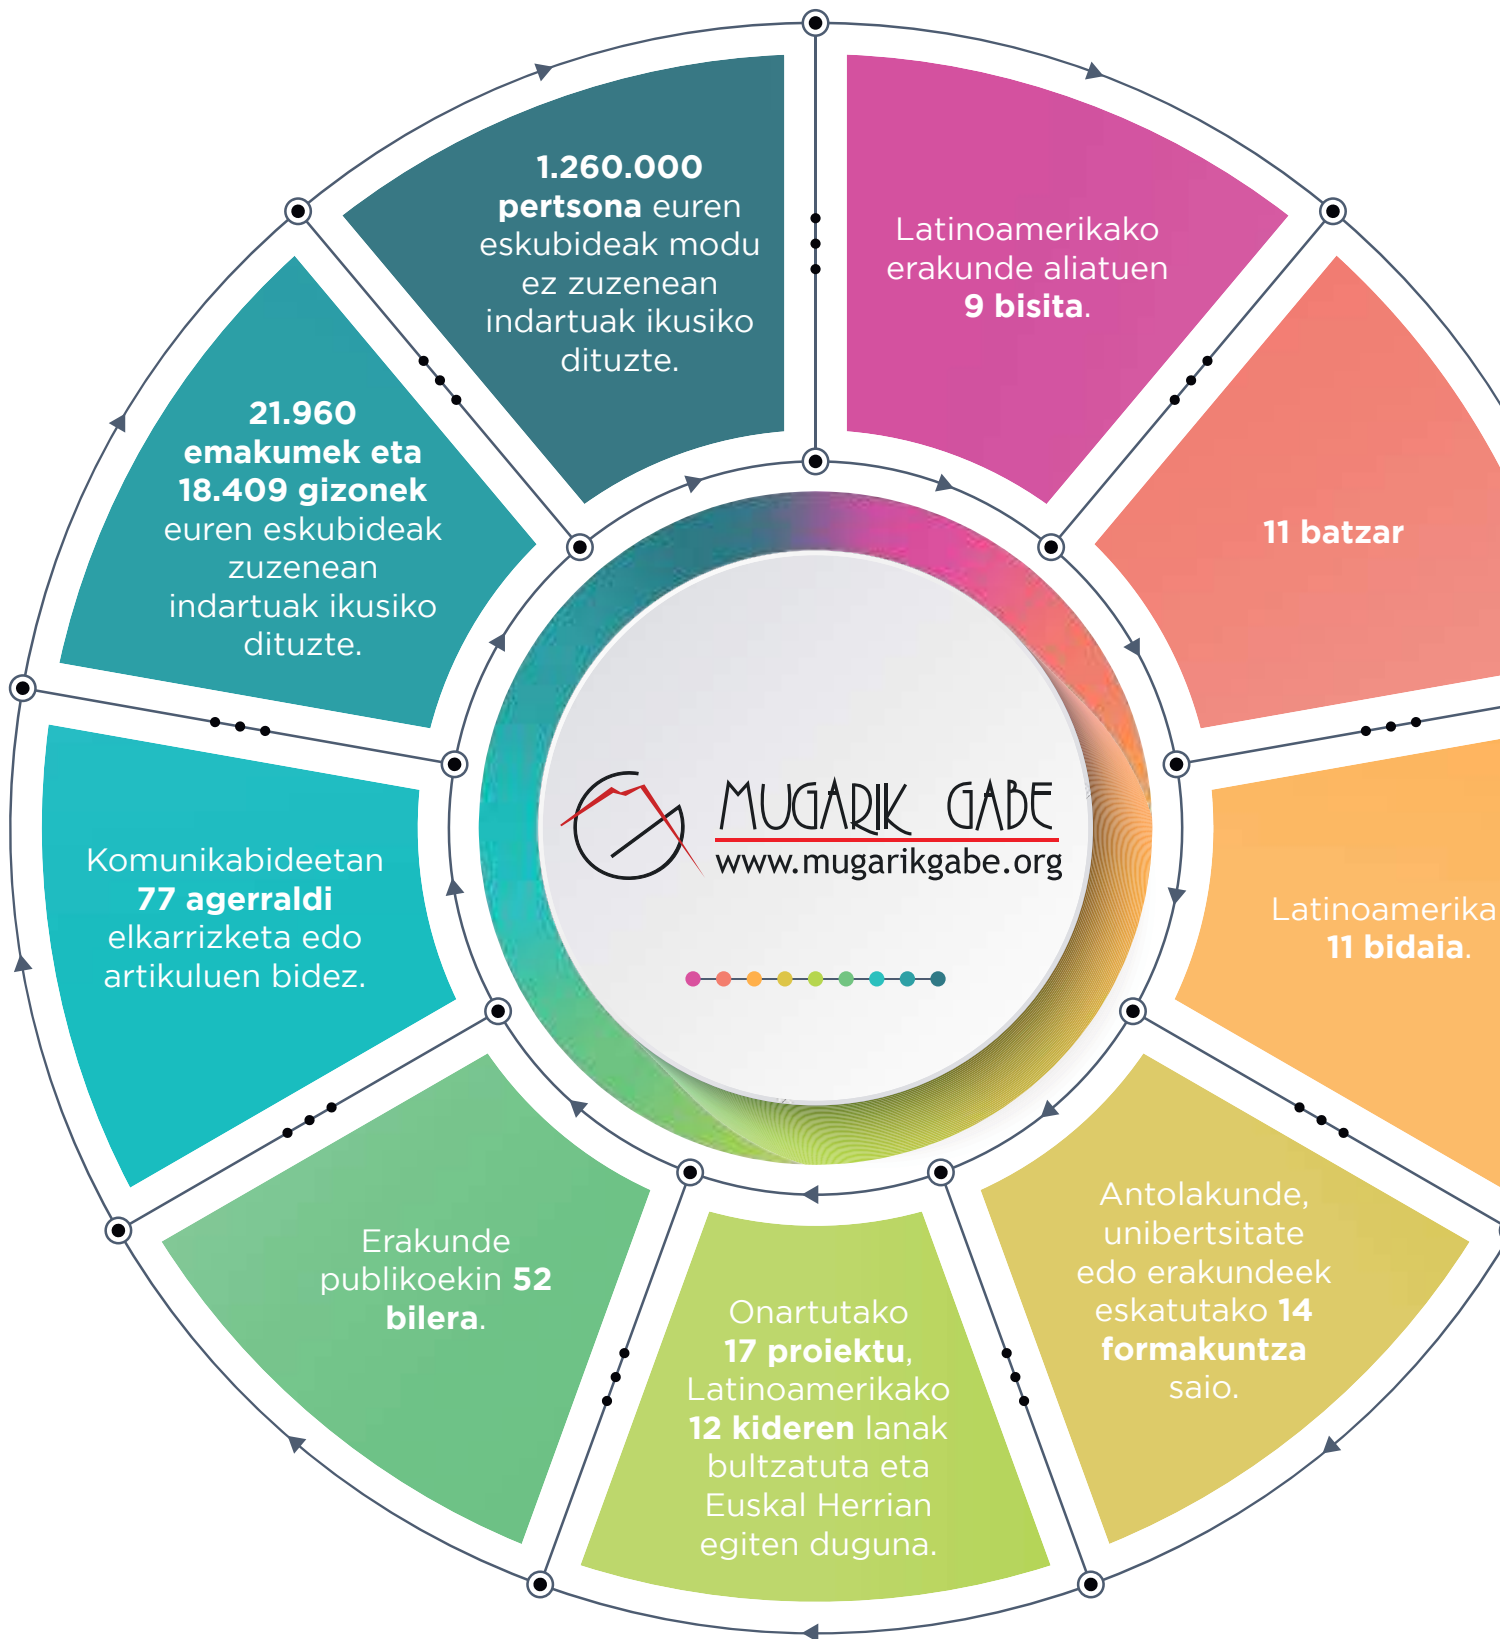 1.260.000
pertsona euren
eskubideak modu
ez zuzenean
indartuak ikusiko
dituzte.
Latinoamerikako
erakunde aliatuen
9 bisita.
11 batzar
Latinoamerika
11 bidaia.
Antolakunde,
unibertsitate
edo erakundeek
eskatutako 14
formakuntza
saio.
Onartutako
17 proiektu,
Latinoamerikako
12 kideren lanak
bultzatuta eta
Euskal Herrian
egiten duguna.
Erakunde
publikoekin 52
bilera.
Komunikabideetan
77 agerraldi
elkarrizketa edo
artikuluen bidez.
21.960
emakumek eta
18.409 gizonek
euren eskubideak
zuzenean
indartuak ikusiko
dituzte.
MUGARIK GABE
www.mugarikgabe.org